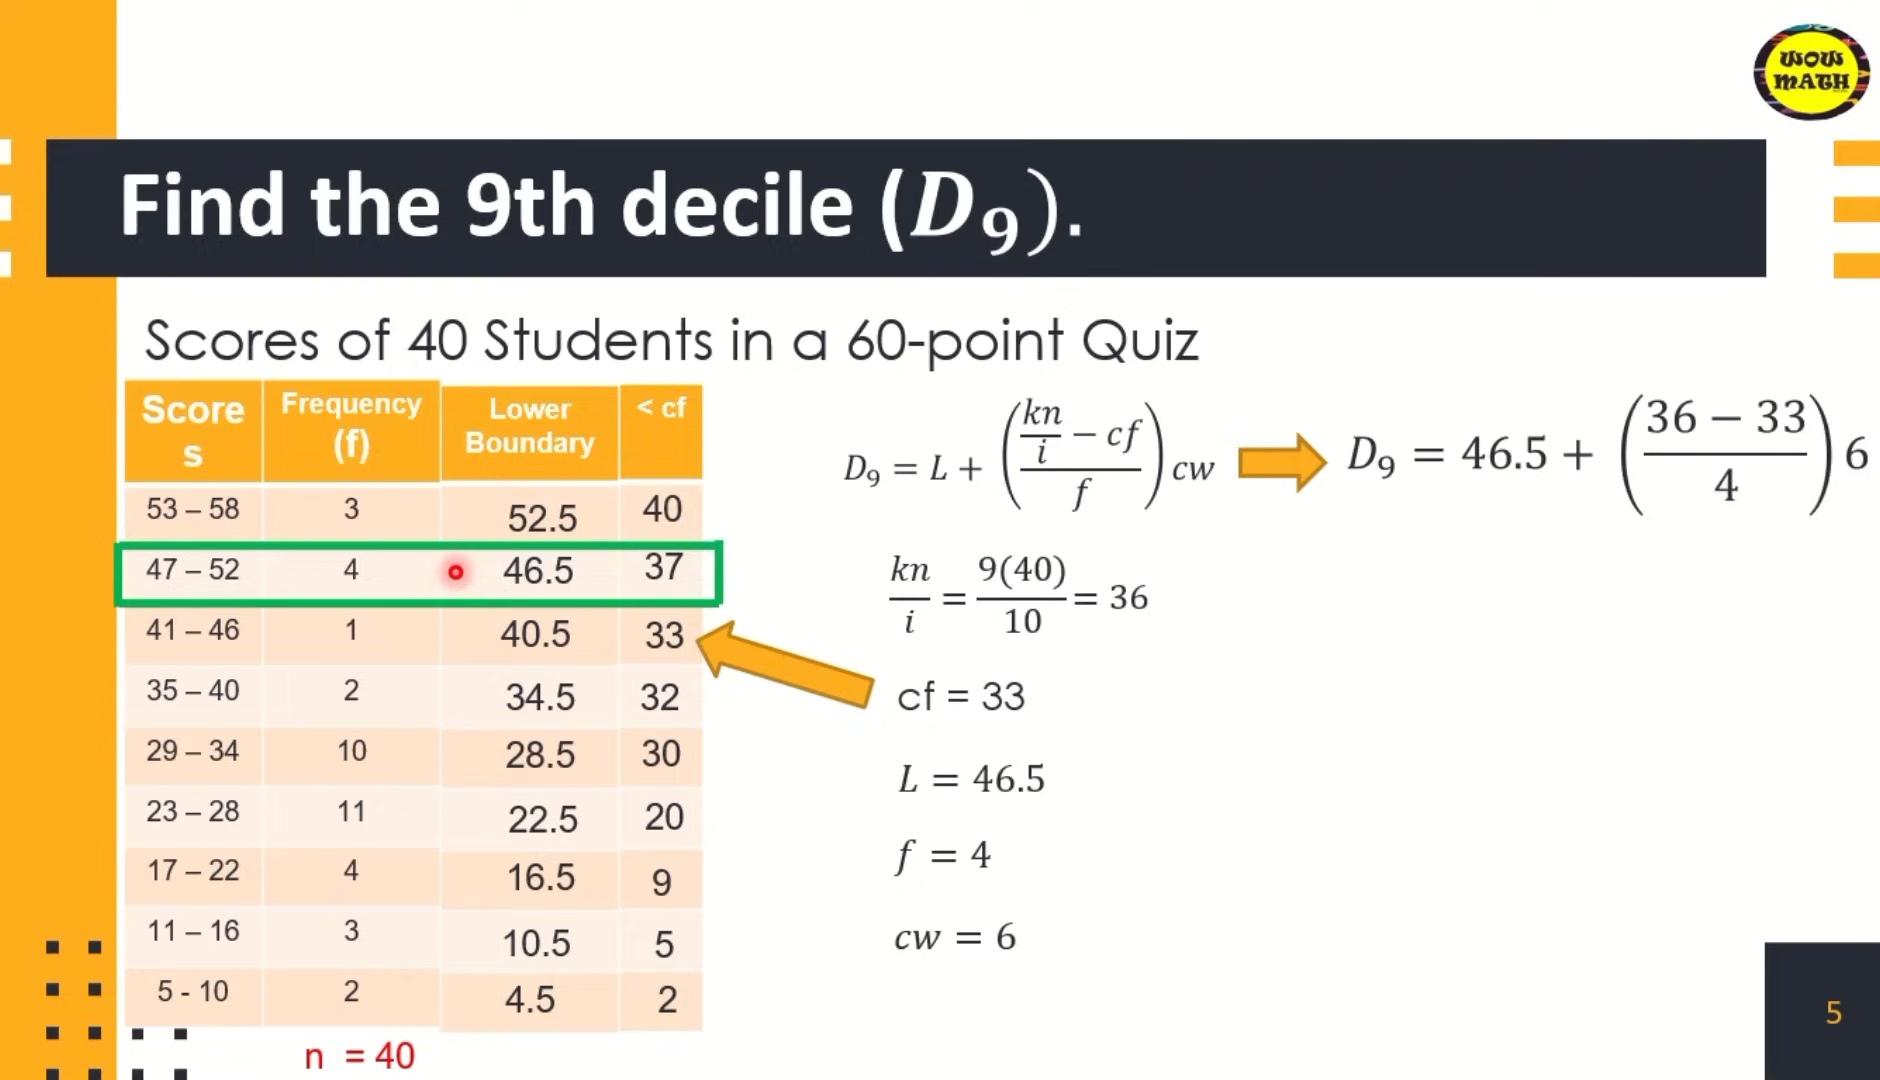 WOW
MATH
Find the 9th decile (D₉).
Scores of 40 Students in a 60-point Quiz
Score
s
Frequency
(f)
Lower
Boundary
< cf
53 – 58 3 52.5 40
47 – 52 4 46.5 37
41 – 46 1 40.5 33
35 – 40 2 34.5 32
29 – 34 10 28.5 30
23 – 28 11 22.5 20
17 – 22 4 16.5 9
11 – 16 3 10.5 5
5 - 10 2 4.5 2
n = 40
D₉ = L + ((kn/i − cf)/f) cw
D₉ = 46.5 + ((36 − 33)/4) 6
kn/i = 9(40)/10 = 36
cf = 33
L = 46.5
f = 4
cw = 6
5